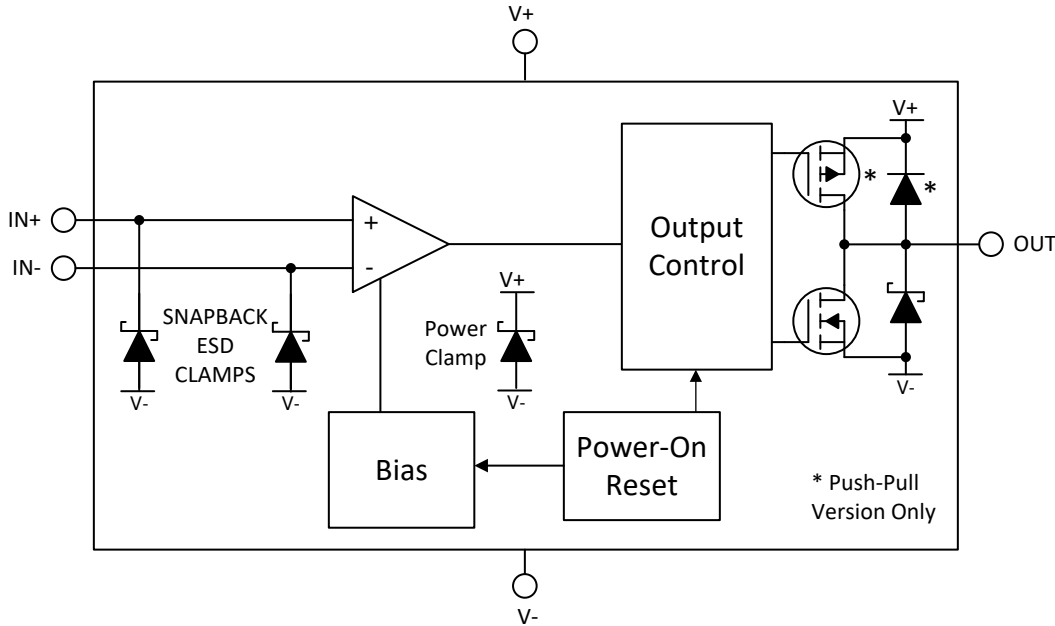 V+
V+
*
*
IN+
+
Output
Control
OUT
IN-
-
V+
SNAPBACK
ESD
CLAMPS
Power
Clamp
V-
V-
V-
V-
Bias
Power-On
Reset
* Push-Pull
Version Only
V-